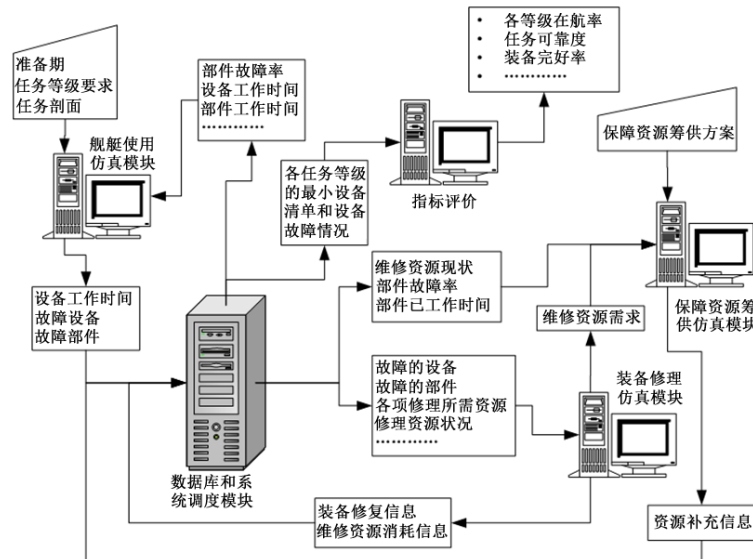 准备期
任务等级要求
任务剖面
舰艇使用
仿真模块
部件故障率
设备工作时间
部件工作时间
…………
各任务等级
的最小设备
清单和设备
故障情况
指标评价
• 各等级在航率
• 任务可靠度
• 装备完好率
• …………
保障资源筹供方案
保障资源筹
供仿真模块
设备工作时间
故障设备
故障部件
维修资源现状
部件故障率
部件已工作时间
维修资源需求
故障的设备
故障的部件
各项修理所需资源
修理资源状况
…………
装备修理
仿真模块
数据库和系
统调度模块
装备修复信息
维修资源消耗信息
资源补充信息